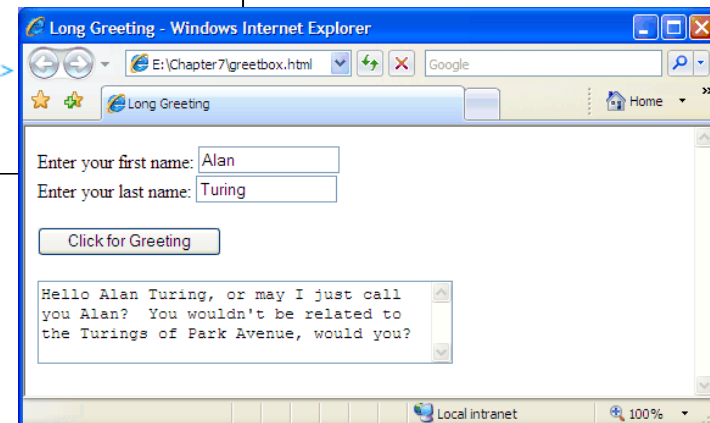 Long Greeting - Windows Internet Explorer
E:\Chapter7\greetbox.html
Google
Long Greeting
Home
»
>
Enter your first name: Alan
Enter your last name: Turing
Click for Greeting
Hello Alan Turing, or may I just call
you Alan?  You wouldn't be related to
the Turings of Park Avenue, would you?
Local intranet
100%